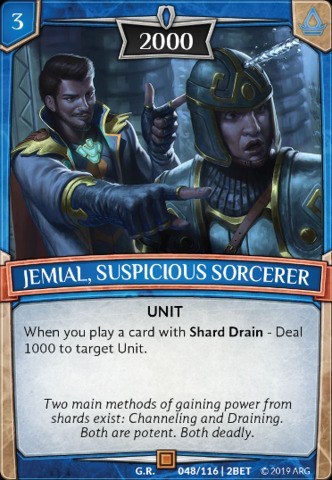 3
2000
JEMIAL, SUSPICIOUS SORCERER
UNIT
When you play a card with Shard Drain - Deal
1000 to target Unit.
Two main methods of gaining power from
shards exist: Channeling and Draining.
Both are potent. Both deadly.
G.R. 048/116 | 2BET © 2019 ARG